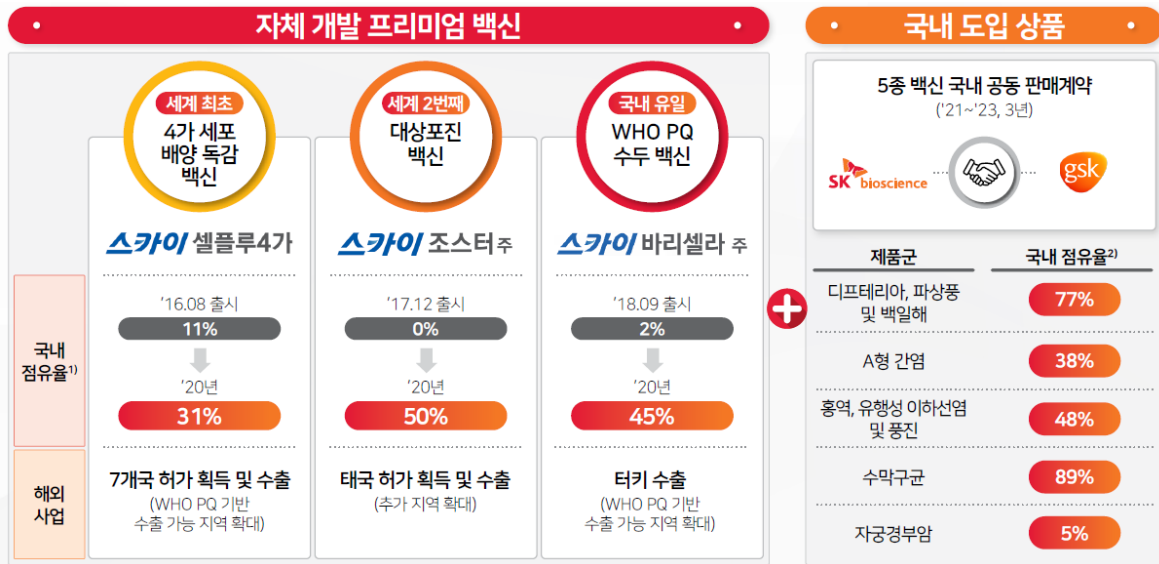 자체 개발 프리미엄 백신
세계 최초
4가 세포
배양 독감
백신
스카이 셀플루4가
세계 2번째
대상포진
백신
스카이 조스터 주
국내 유일
WHO PQ
수두 백신
스카이 바리셀라 주
국내
점유율1)
'16.08 출시
11%
'20년
31%
'17.12 출시
0%
'20년
50%
'18.09 출시
2%
'20년
45%
해외
사업
7개국 허가 획득 및 수출
(WHO PQ 기반
수출 가능 지역 확대)
태국 허가 획득 및 수출
(추가 지역 확대)
터키 수출
(WHO PQ 기반
수출 가능 지역 확대)
국내 도입 상품
5종 백신 국내 공동 판매계약
('21~'23, 3년)
SK bioscience
gsk
제품군 국내 점유율2)
디프테리아, 파상풍
및 백일해
77%
A형 간염 38%
홍역, 유행성 이하선염
및 풍진
48%
수막구균 89%
자궁경부암 5%